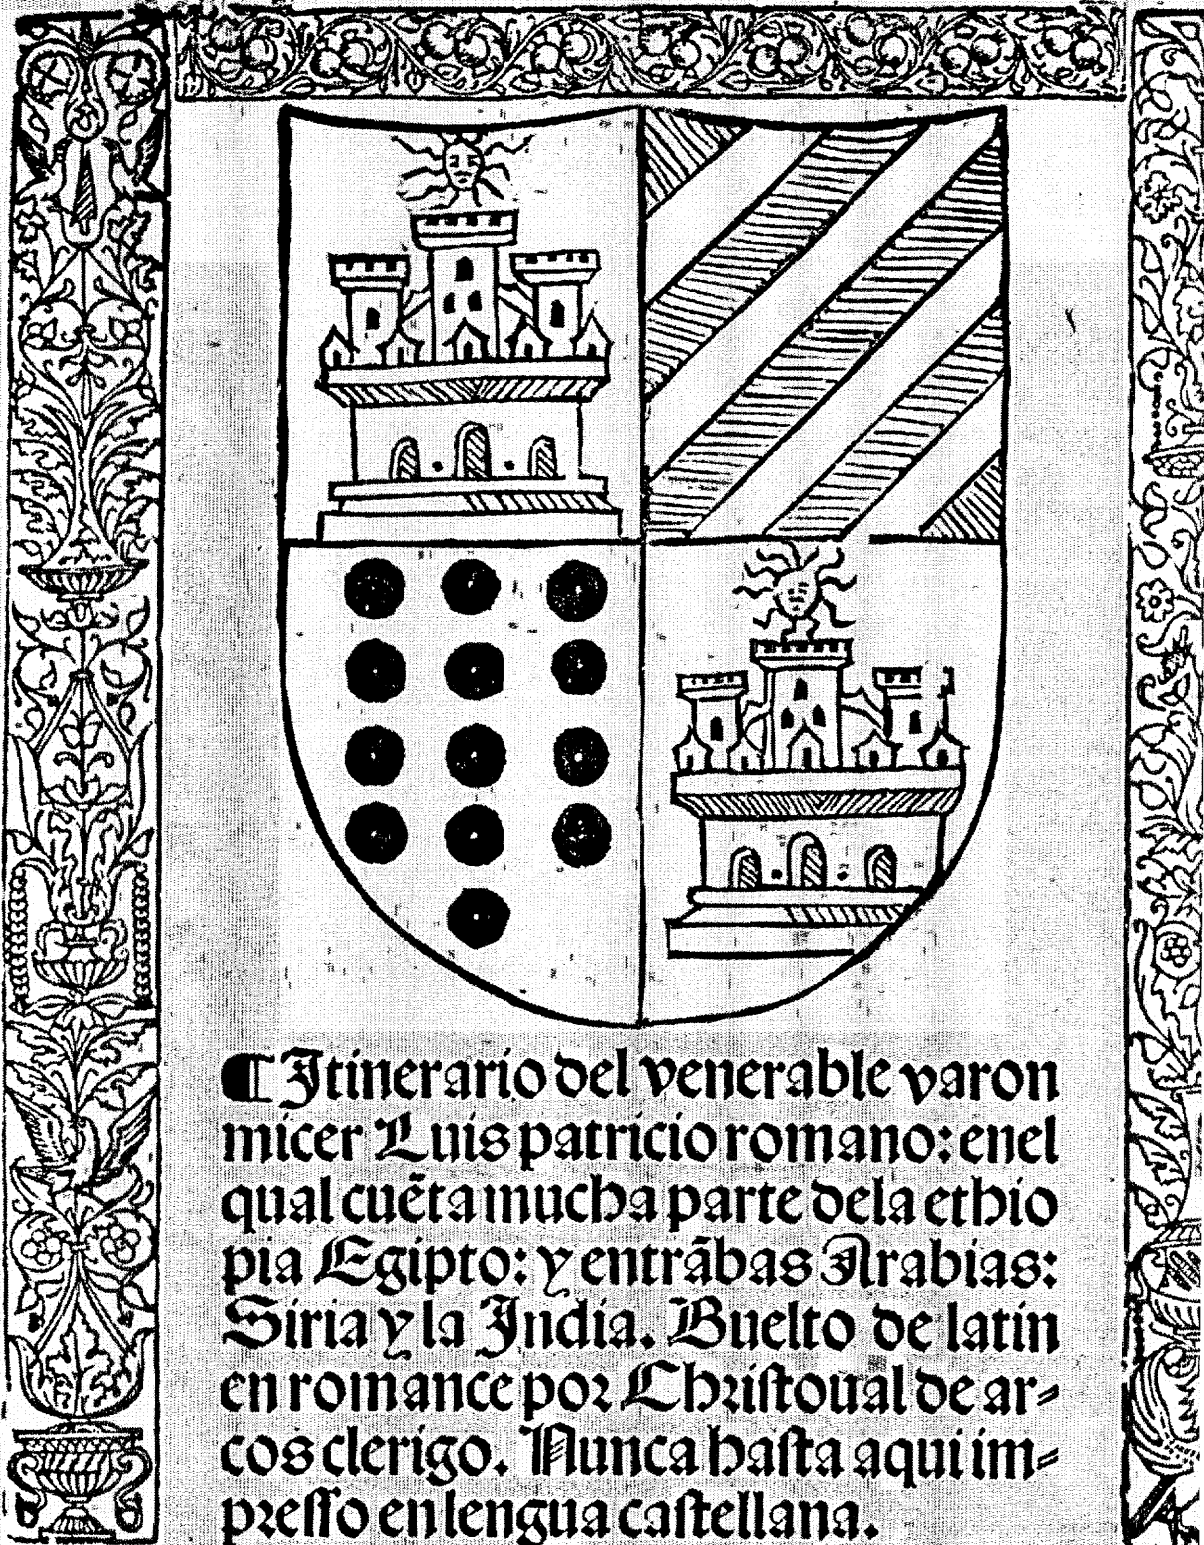 ¶ Itinerario del venerable varon
micer Luis patricio romano: enel
qual cuēta mucha parte dela ethio
pia Egipto: y entrābas Arabias:
Siria y la India. Buelto de latin
en romance por Christoual de ar-
cos clerigo. Nunca hasta aqui im-
presso en lengua castellana.